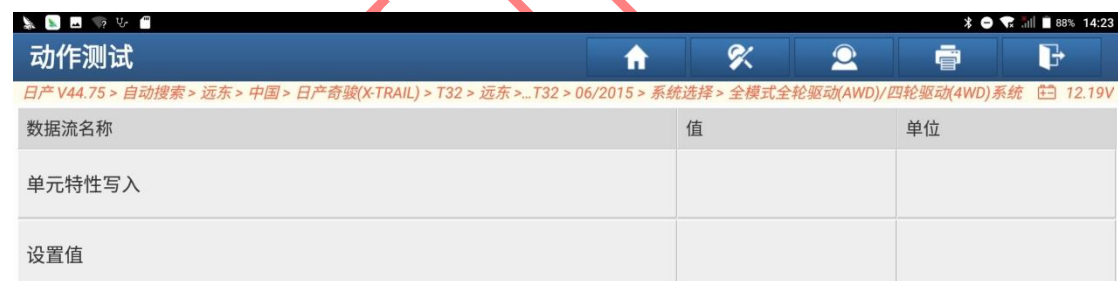 88% 14:23
动作测试
日产 V44.75 > 自动搜索 > 远东 > 中国 > 日产奇骏(X-TRAIL) > T32 > 远东 >...T32 > 06/2015 > 系统选择 > 全模式全轮驱动(AWD)/四轮驱动(4WD)系统 12.19V
数据流名称 值 单位
单元特性写入
设置值